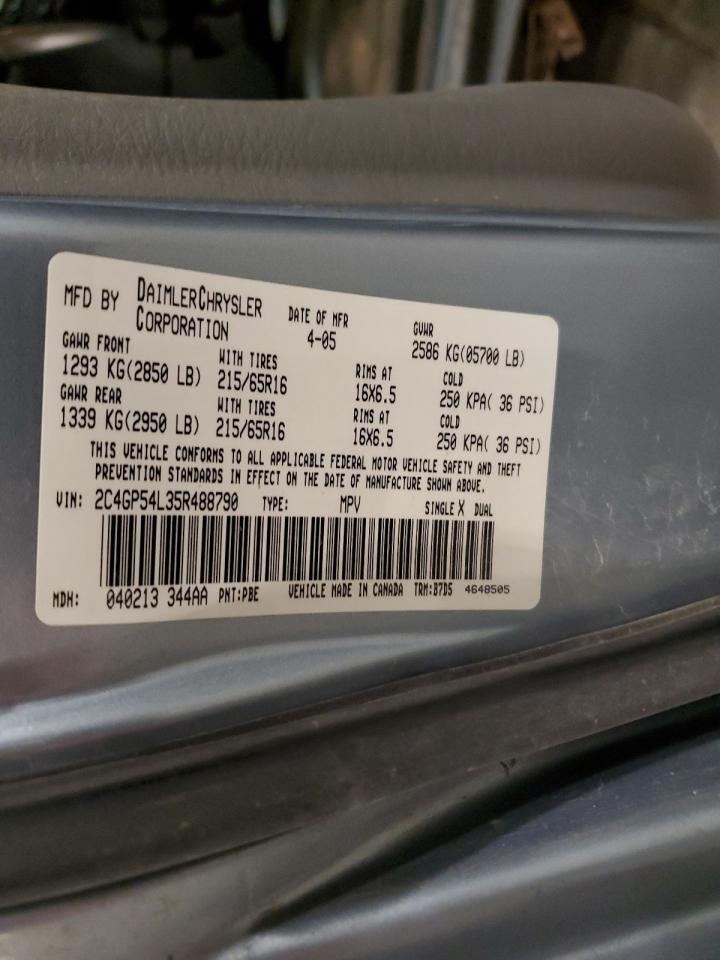 MFD BY DAIMLERCHRYSLER CORPORATION DATE OF MFR 4-05 GVWR 2586 KG(05700 LB)
GAWR FRONT WITH TIRES RIMS AT COLD
1293 KG(2850 LB) 215/65R16 16X6.5 250 KPA( 36 PSI)
GAWR REAR WITH TIRES RIMS AT COLD
1339 KG(2950 LB) 215/65R16 16X6.5 250 KPA( 36 PSI)
THIS VEHICLE CONFORMS TO ALL APPLICABLE FEDERAL MOTOR VEHICLE SAFETY AND THEFT
PREVENTION STANDARDS IN EFFECT ON THE DATE OF MANUFACTURE SHOWN ABOVE.
VIN: 2C4GP54L35R488790 TYPE: MPV SINGLE X DUAL
MDH: 040213 344AA PNT:PBE VEHICLE MADE IN CANADA TRM:B7D5 4648505